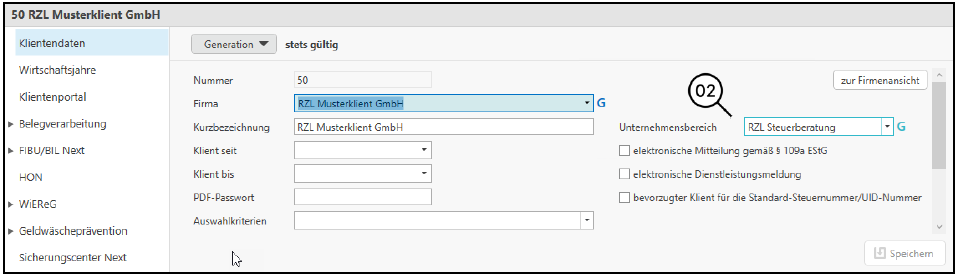 50 RZL Musterklient GmbH
Klientendaten
Wirtschaftsjahre
Klientenportal
Belegverarbeitung
FIBU/BIL Next
HON
WiEReG
Geldwäscheprävention
Sicherungscenter Next
Generation stets gültig
Nummer 50 zur Firmenansicht
Firma RZL Musterklient GmbH G 02
Kurzbezeichnung RZL Musterklient GmbH Unternehmensbereich RZL Steuerberatung G
Klient seit elektronische Mitteilung gemäß § 109a EStG
Klient bis elektronische Dienstleistungsmeldung
PDF-Passwort bevorzugter Klient für die Standard-Steuernummer/UID-Nummer
Auswahlkriterien
Speichern